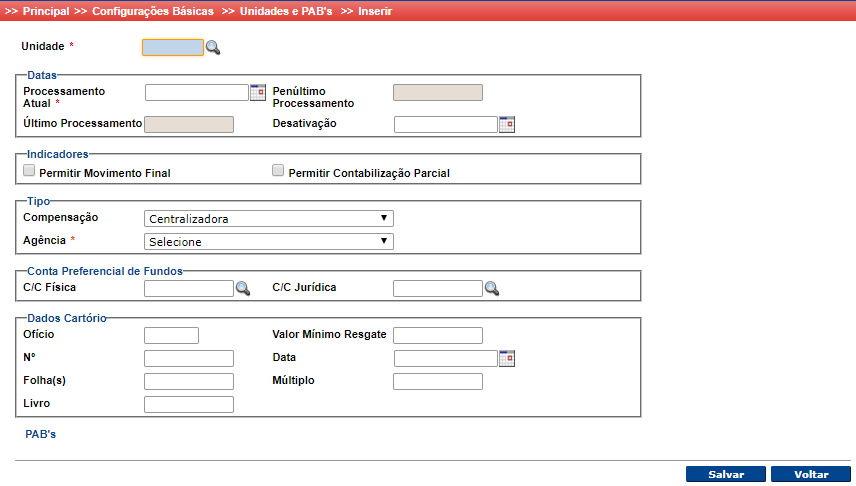 >> Principal >> Configurações Básicas >> Unidades e PAB's >> Inserir
Unidade *
Datas
Processamento Atual *
Penúltimo Processamento
Último Processamento
Desativação
Indicadores
Permitir Movimento Final
Permitir Contabilização Parcial
Tipo
Compensação Centralizadora
Agência * Selecione
Conta Preferencial de Fundos
C/C Física
C/C Jurídica
Dados Cartório
Ofício
Valor Mínimo Resgate
Nº
Data
Folha(s)
Múltiplo
Livro
PAB's
Salvar
Voltar